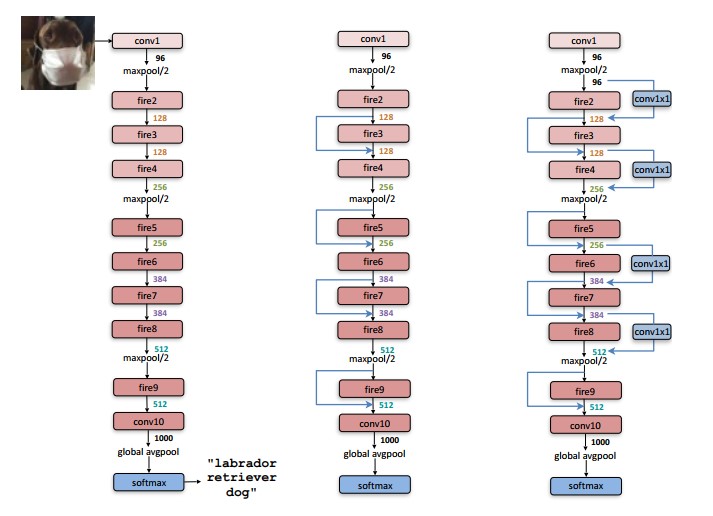 conv1
96
maxpool/2
fire2
128
fire3
128
fire4
256
maxpool/2
fire5
256
fire6
384
fire7
384
fire8
512
maxpool/2
fire9
512
conv10
1000
global avgpool
softmax
"labrador
retriever
dog"
conv1
96
maxpool/2
fire2
128
fire3
128
fire4
256
maxpool/2
fire5
256
fire6
384
fire7
384
fire8
512
maxpool/2
fire9
512
conv10
1000
global avgpool
softmax
conv1
96
maxpool/2
96
conv1x1
fire2
128
fire3
128
fire4
conv1x1
256
maxpool/2
fire5
256
fire6
conv1x1
384
fire7
384
fire8
conv1x1
512
maxpool/2
fire9
512
conv10
1000
global avgpool
softmax